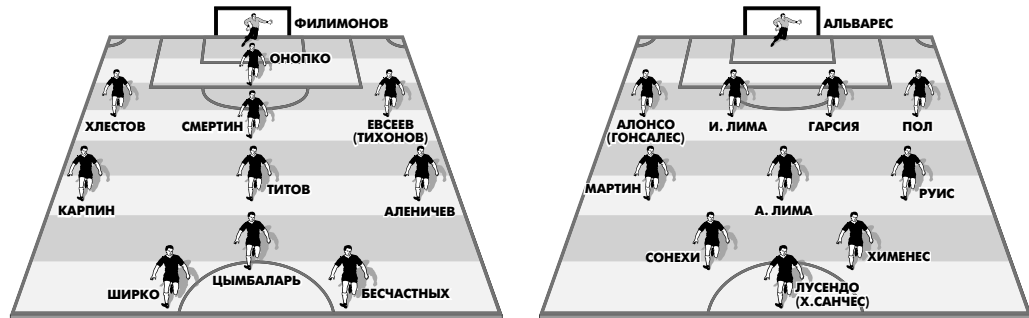 ФИЛИМОНОВ
ОНОПКО
ХЛЕСТОВ
СМЕРТИН
ЕВСЕЕВ
(ТИХОНОВ)
КАРПИН
ТИТОВ
АЛЕНИЧЕВ
ЦЫМБАЛАРЬ
ШИРКО
БЕСЧАСТНЫХ
АЛЬВАРЕС
АЛОНСО
(ГОНСАЛЕС)
И. ЛИМА
ГАРСИЯ
ПОЛ
МАРТИН
А. ЛИМА
РУИС
СОНЕХИ
ХИМЕНЕС
ЛУСЕНДО
(Х.САНЧЕС)